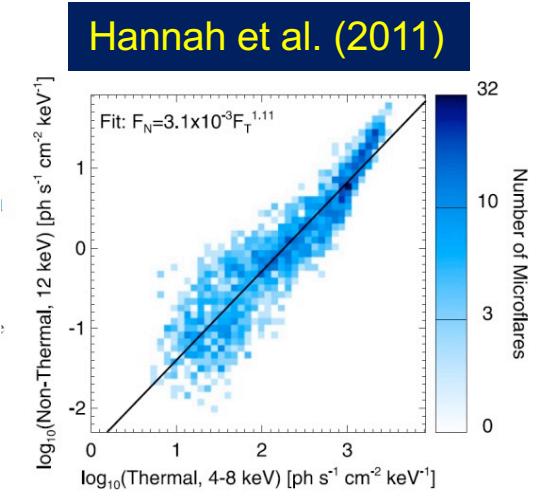 Hannah et al. (2011)
Fit: F_N=3.1x10^-3F_T^1.11
log₁₀(Non-Thermal, 12 keV) [ph s⁻¹ cm⁻² keV⁻¹]
1
0
-1
-2
0 1 2 3
log₁₀(Thermal, 4-8 keV) [ph s⁻¹ cm⁻² keV⁻¹]
32
10
3
0
Number of Microflares